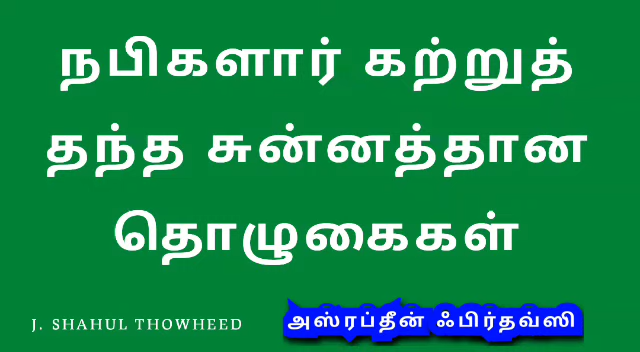 நபிகளார் கற்றுத்
தந்த சுன்னத்தான
தொழுகைகள்
J. SHAHUL THOWHEED
அஸ்ரப்தீன் ஃபிர்தவ்ஸி